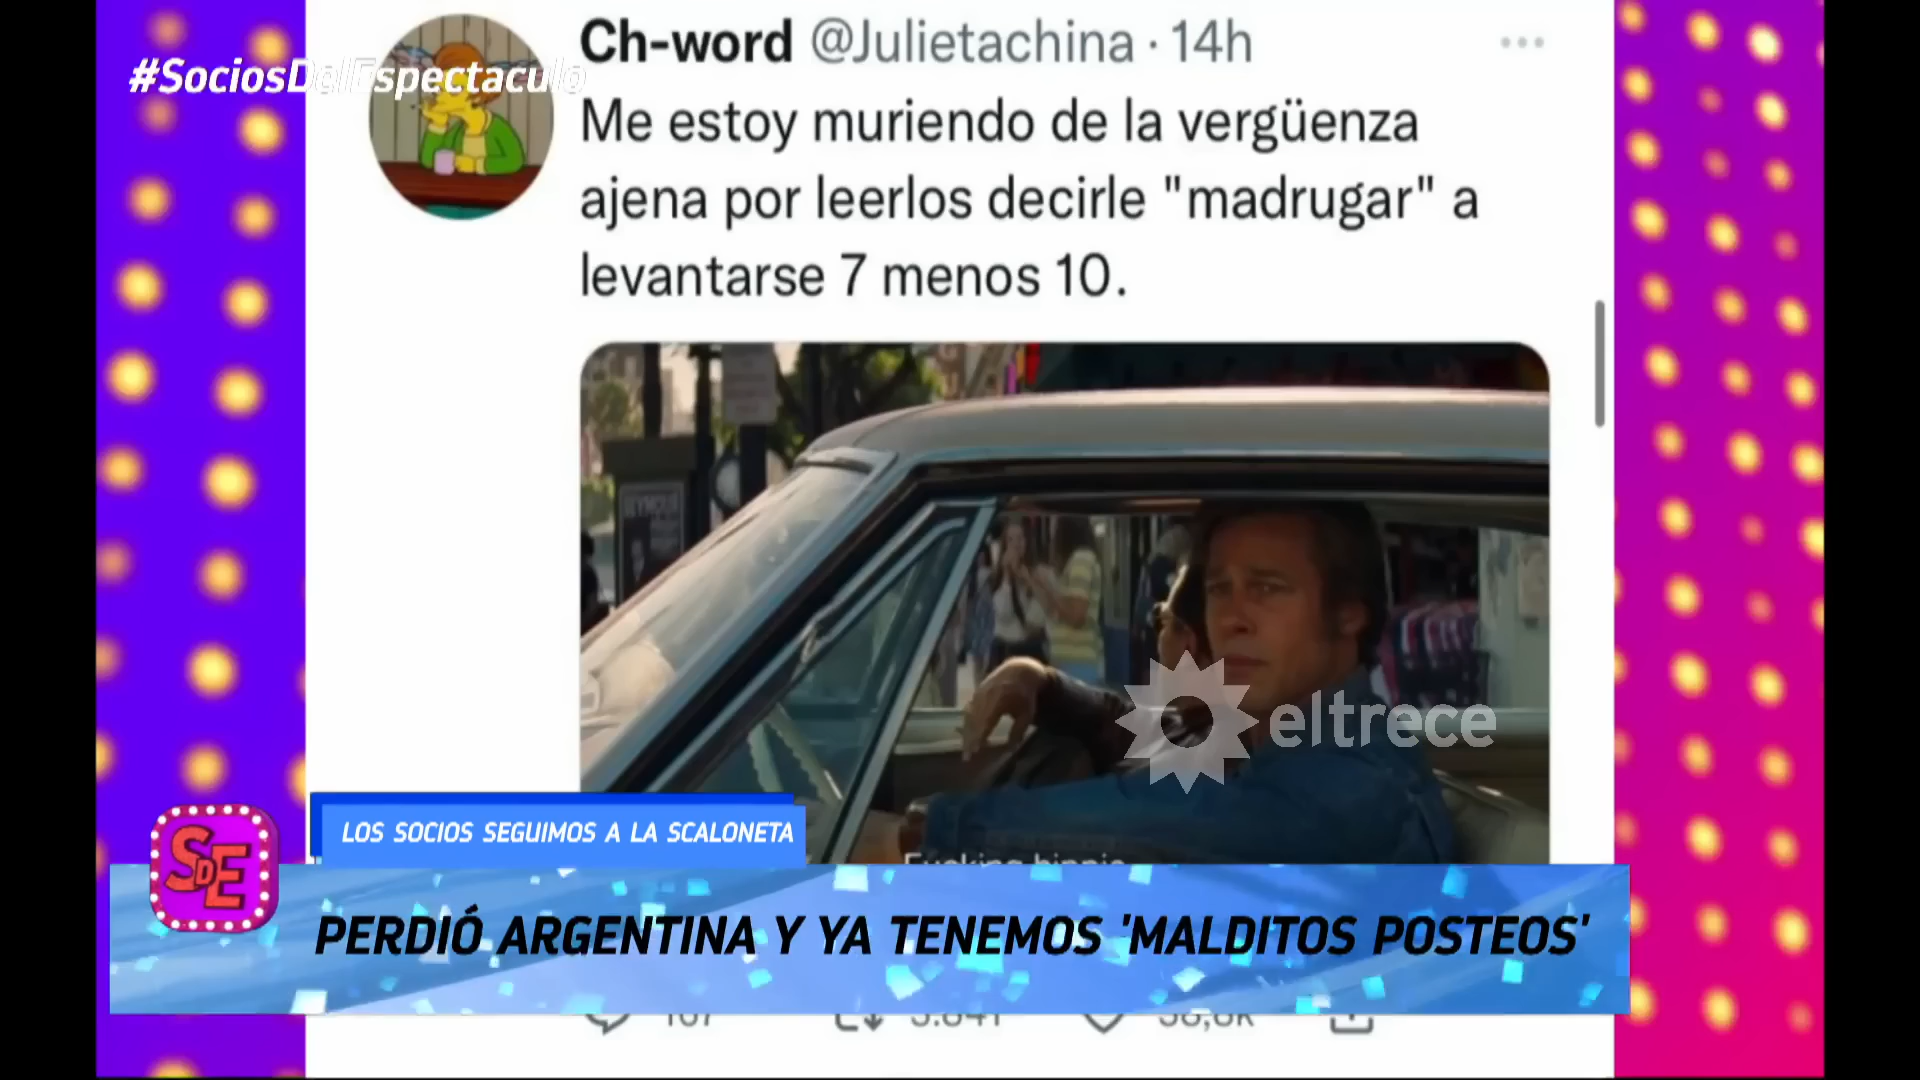 Ch-word @Julietachina · 14h
#SociosDelEspectaculo
Me estoy muriendo de la vergüenza
ajena por leerlos decirle "madrugar" a
levantarse 7 menos 10.
eltrece
LOS SOCIOS SEGUIMOS A LA SCALONETA
SDE
PERDIÓ ARGENTINA Y YA TENEMOS 'MALDITOS POSTEOS'